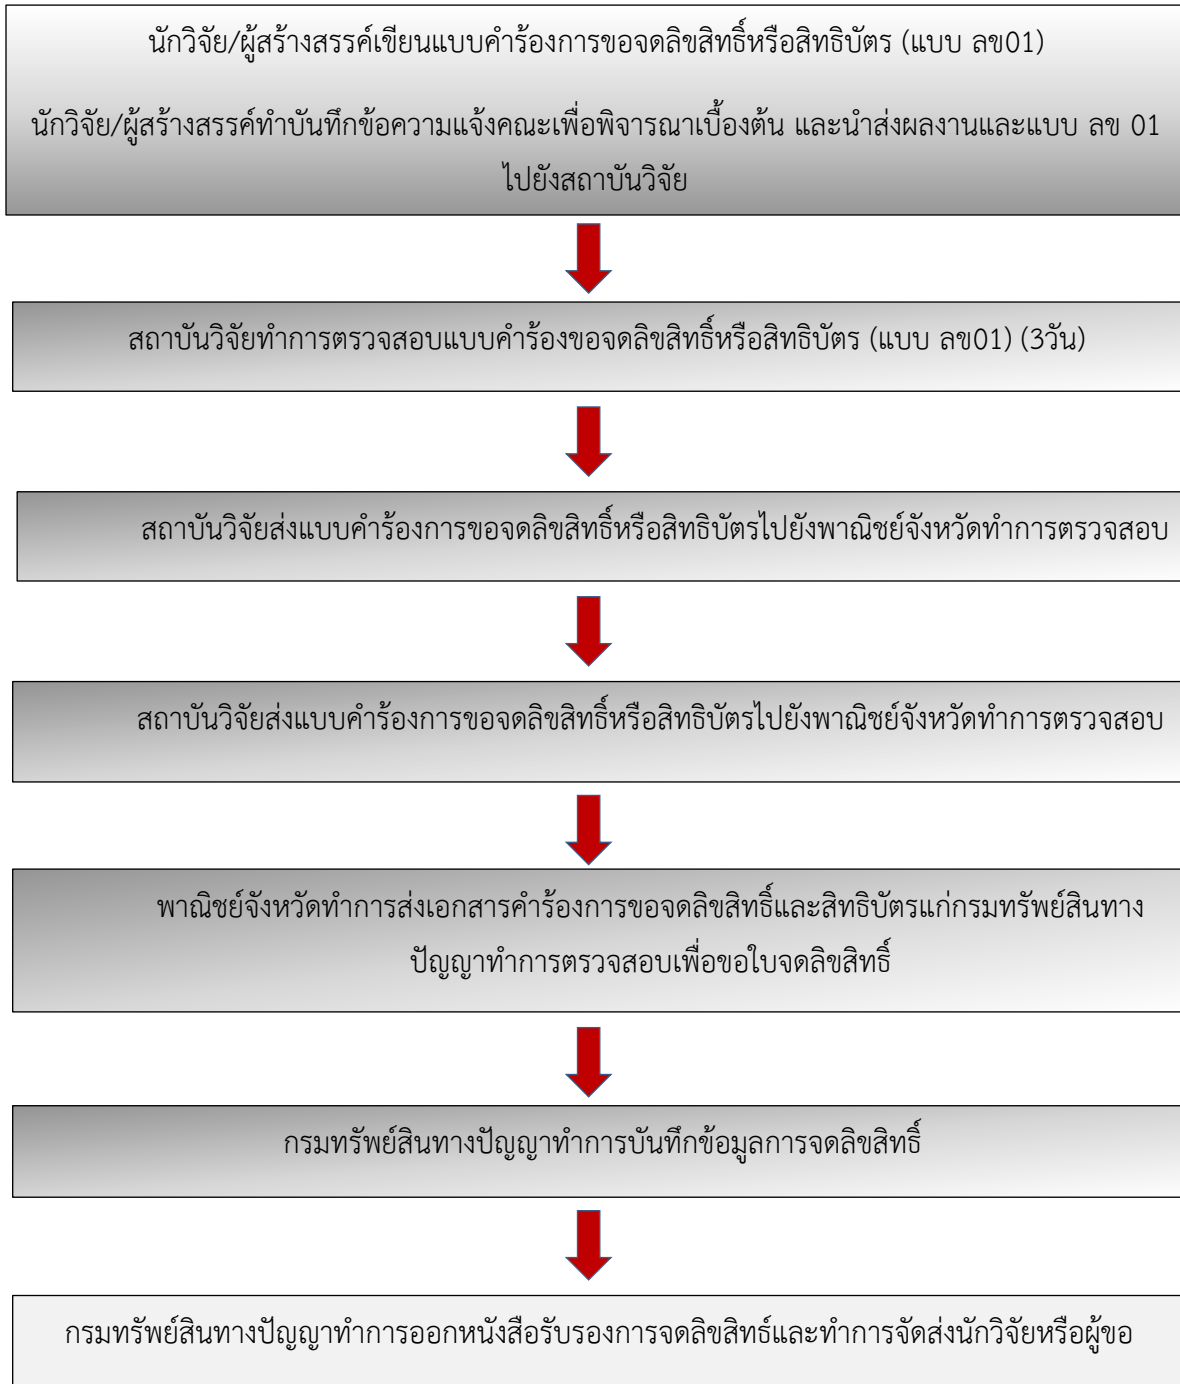 นักวิจัย/ผู้สร้างสรรค์เขียนแบบคำร้องการขอจดลิขสิทธิ์หรือสิทธิบัตร (แบบ ลข01)
นักวิจัย/ผู้สร้างสรรค์ทำบันทึกข้อความแจ้งคณะเพื่อพิจารณาเบื้องต้น และนำส่งผลงานและแบบ ลข 01
ไปยังสถาบันวิจัย
สถาบันวิจัยทำการตรวจสอบแบบคำร้องขอจดลิขสิทธิ์หรือสิทธิบัตร (แบบ ลข01) (3วัน)
สถาบันวิจัยส่งแบบคำร้องการขอจดลิขสิทธิ์หรือสิทธิบัตรไปยังพาณิชย์จังหวัดทำการตรวจสอบ
สถาบันวิจัยส่งแบบคำร้องการขอจดลิขสิทธิ์หรือสิทธิบัตรไปยังพาณิชย์จังหวัดทำการตรวจสอบ
พาณิชย์จังหวัดทำการส่งเอกสารคำร้องการขอจดลิขสิทธิ์และสิทธิบัตรแก่กรมทรัพย์สินทาง
ปัญญาทำการตรวจสอบเพื่อขอใบจดลิขสิทธิ์
กรมทรัพย์สินทางปัญญาทำการบันทึกข้อมูลการจดลิขสิทธิ์
กรมทรัพย์สินทางปัญญาทำการออกหนังสือรับรองการจดลิขสิทธ์และทำการจัดส่งนักวิจัยหรือผู้ขอ